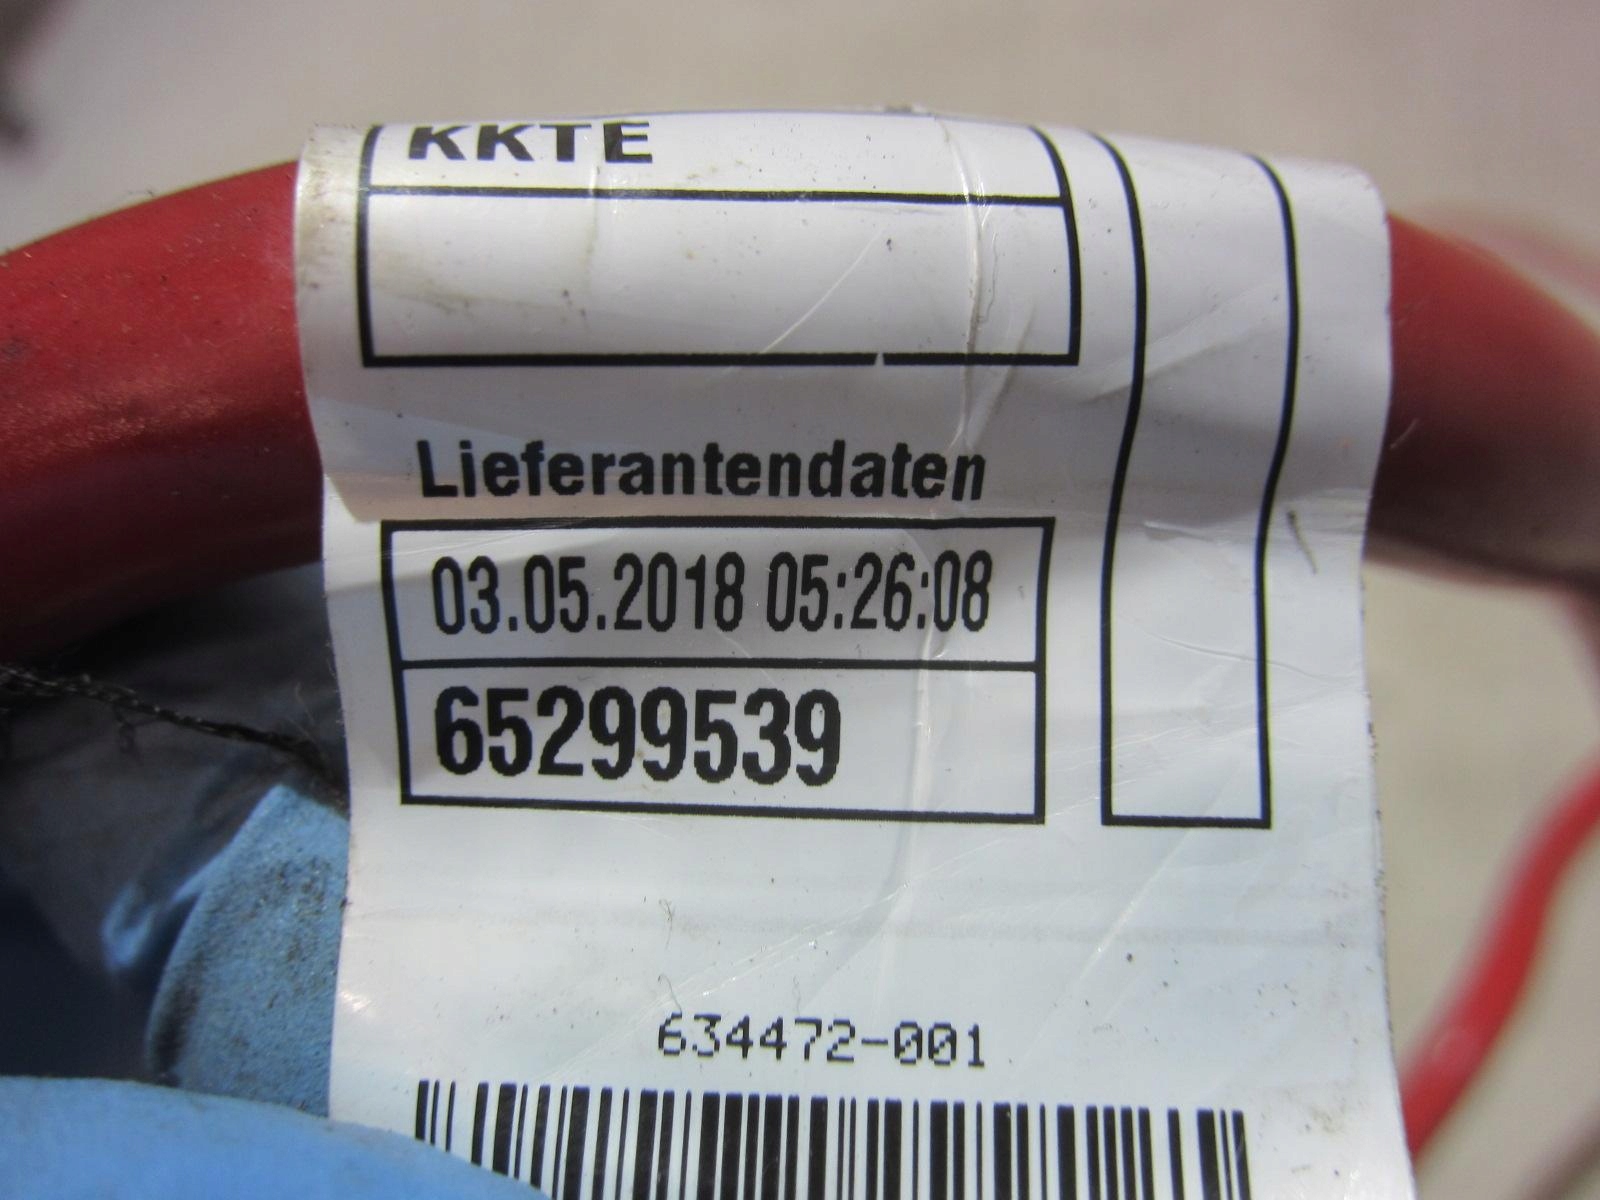 KKTE
Lieferantendaten
03.05.2018 05:26:08
65299539
634472-001